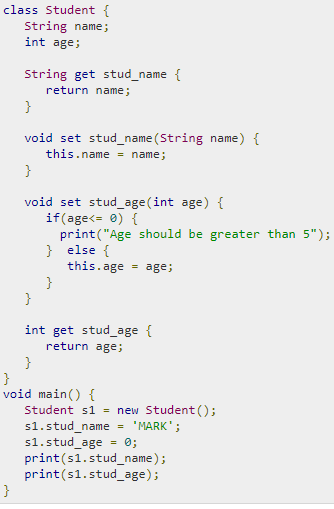 class Student {
   String name;
   int age;

   String get stud_name {
      return name;
   }

   void set stud_name(String name) {
      this.name = name;
   }

   void set stud_age(int age) {
      if(age<= 0) {
        print("Age should be greater than 5");
      }  else {
         this.age = age;
      }
   }

   int get stud_age {
      return age;
   }
}
void main() {
   Student s1 = new Student();
   s1.stud_name = 'MARK';
   s1.stud_age = 0;
   print(s1.stud_name);
   print(s1.stud_age);
}